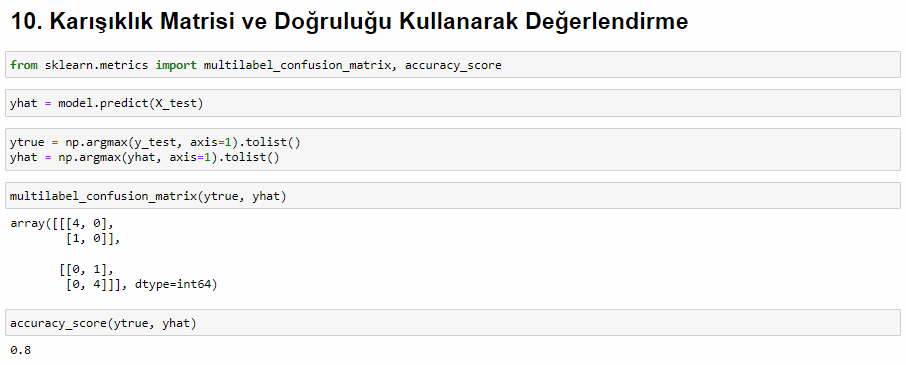 10. Karışıklık Matrisi ve Doğruluğu Kullanarak Değerlendirme
from sklearn.metrics import multilabel_confusion_matrix, accuracy_score
yhat = model.predict(X_test)
ytrue = np.argmax(y_test, axis=1).tolist()
yhat = np.argmax(yhat, axis=1).tolist()
multilabel_confusion_matrix(ytrue, yhat)
array([[[4, 0],
        [1, 0]],
       [[0, 1],
        [0, 4]]], dtype=int64)
accuracy_score(ytrue, yhat)
0.8